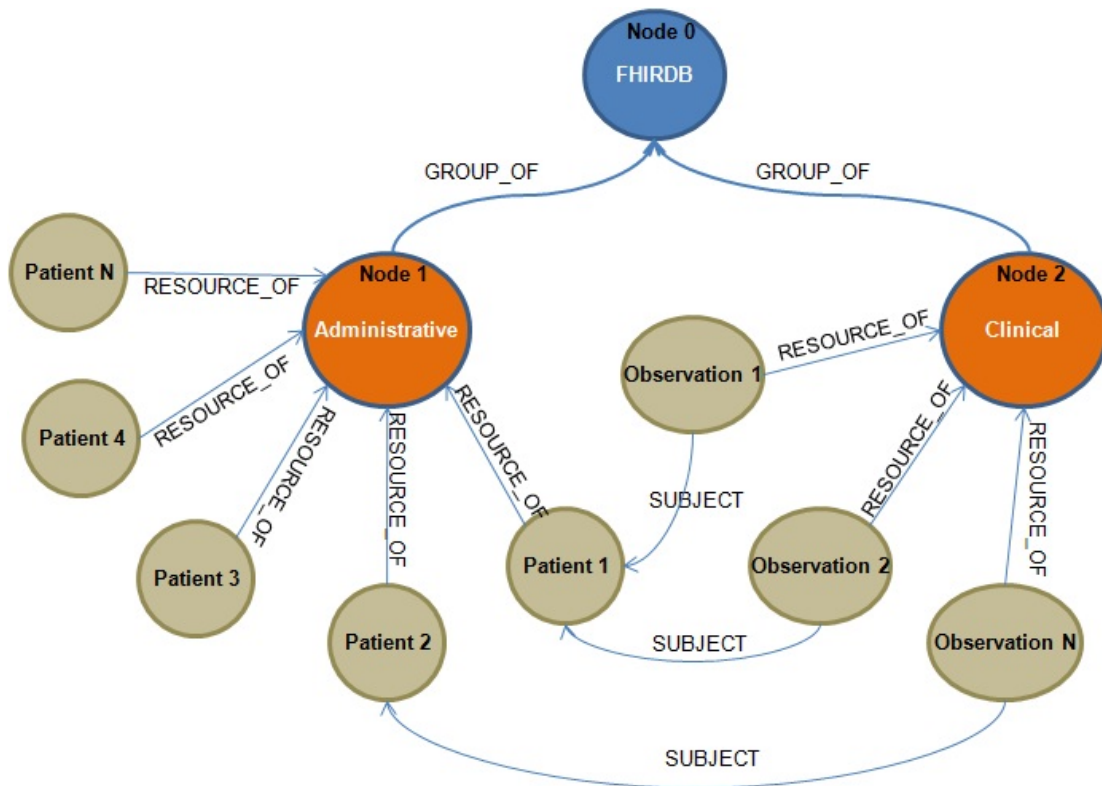 Node 0
FHIRDB
GROUP_OF
GROUP_OF
Patient N
RESOURCE_OF
Node 1
Administrative
Node 2
Clinical
RESOURCE_OF
Observation 1
RESOURCE_OF
Patient 4
RESOURCE_OF
RESOURCE_OF
RESOURCE_OF
RESOURCE_OF
RESOURCE_OF
SUBJECT
Patient 3
Patient 1
Observation 2
Patient 2
SUBJECT
Observation N
RESOURCE_OF
SUBJECT